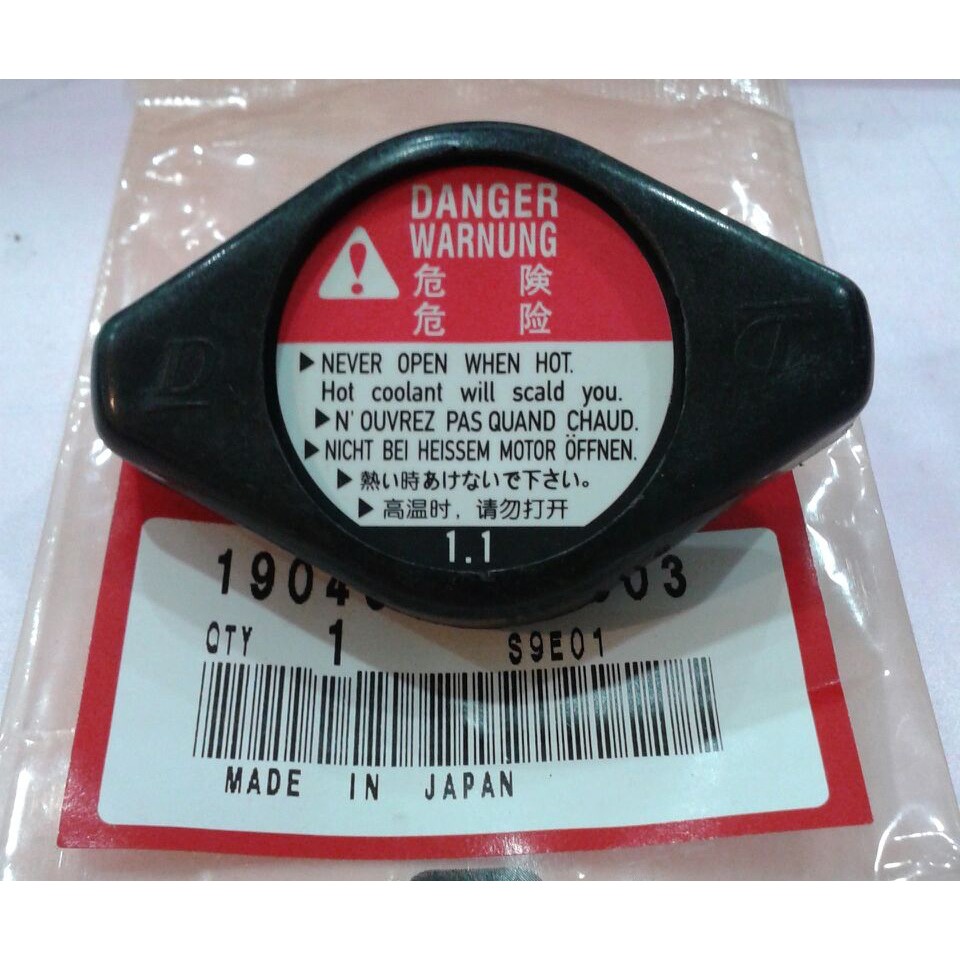 DANGER
WARNUNG
危 険
危 险
▶NEVER OPEN WHEN HOT.
Hot coolant will scald you.
▶N' OUVREZ PAS QUAND CHAUD.
▶NICHT BEI HEISSEM MOTOR ÖFFNEN.
▶熱い時あけないで下さい。
▶高温时，请勿打开
1.1
QTY 1 S9E01
MADE IN JAPAN